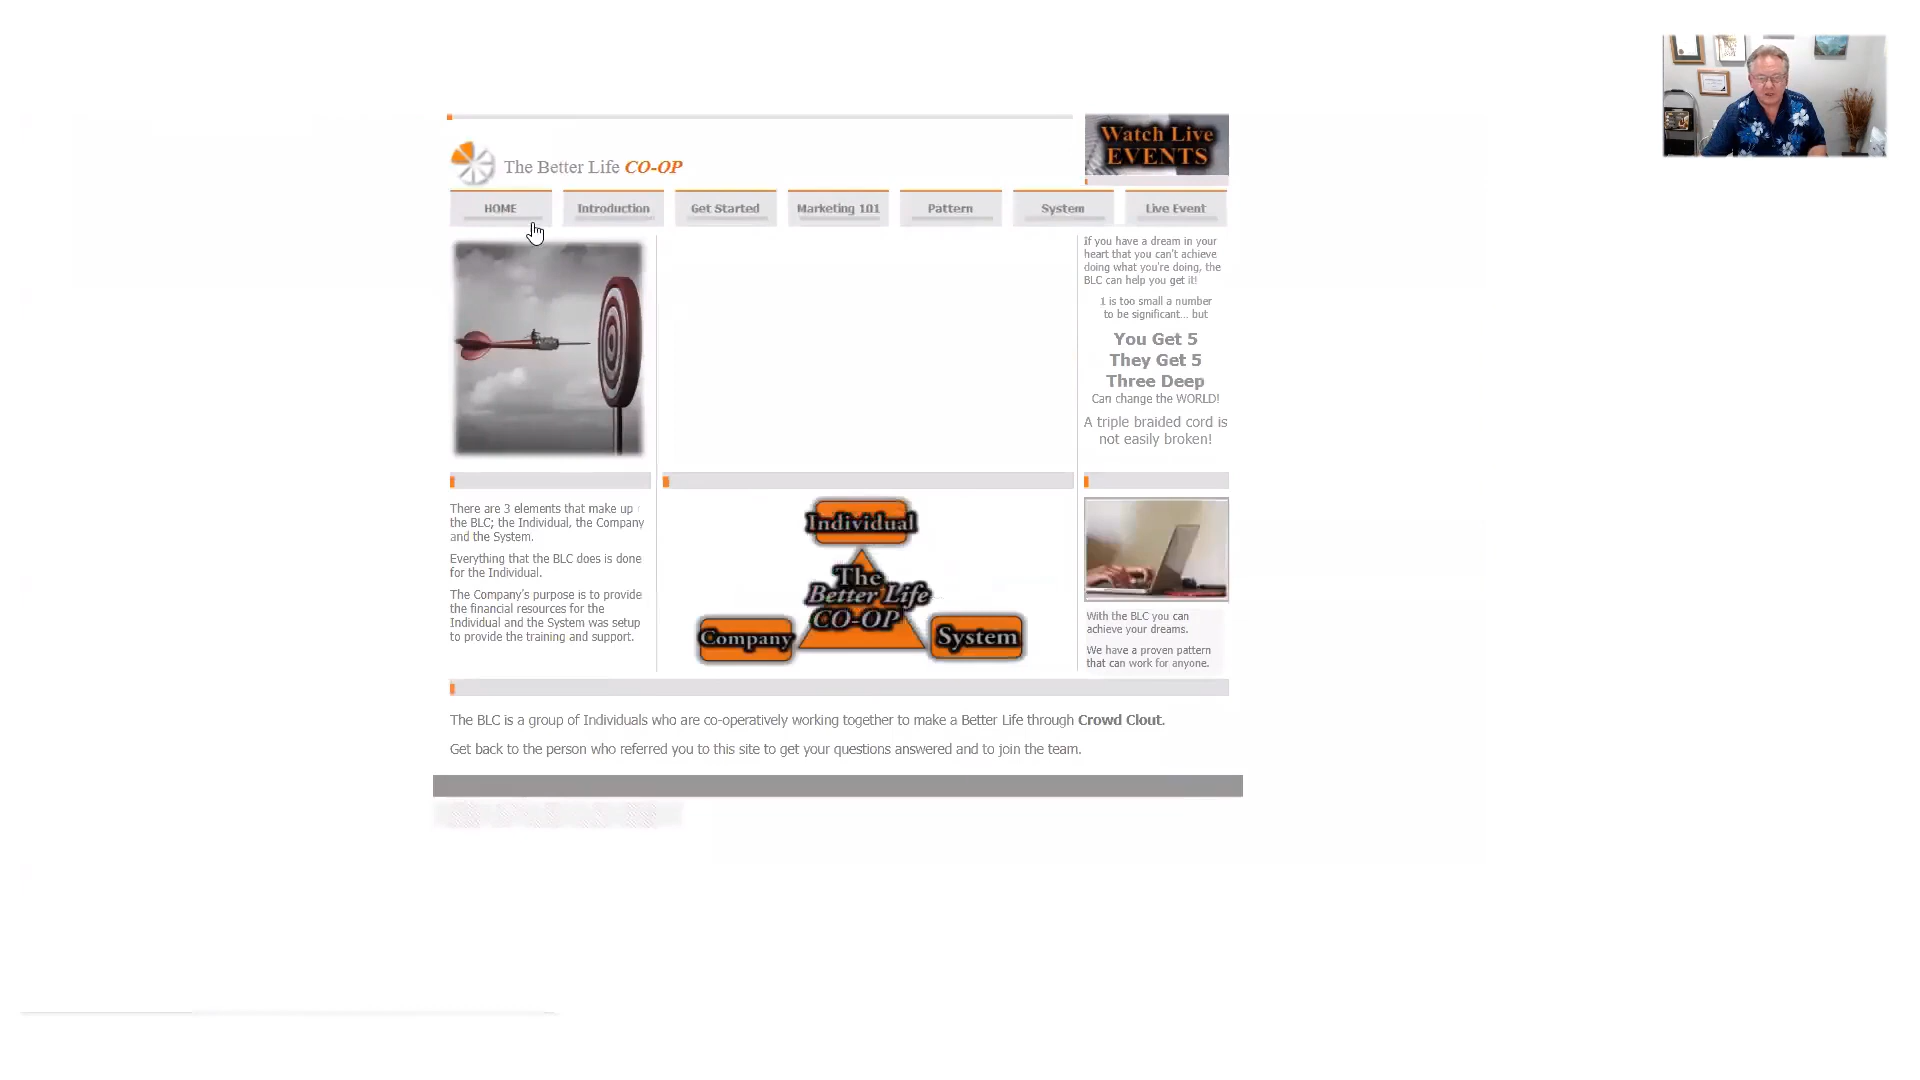 Watch Live
EVENTS
The Better Life CO-OP
HOME
Introduction
Get Started
Marketing 101
Pattern
System
Live Event
If you have a dream in your
heart that you can't achieve
doing what you're doing, the
BLC can help you get it!
1 is too small a number
to be significant... but
You Get 5
They Get 5
Three Deep
Can change the WORLD!
A triple braided cord is
not easily broken!
There are 3 elements that make up
the BLC; the Individual, the Company
and the System.
Everything that the BLC does is done
for the Individual.
The Company's purpose is to provide
the financial resources for the
Individual and the System was setup
to provide the training and support.
Individual
The
Better Life
CO-OP
Company
System
With the BLC you can
achieve your dreams.
We have a proven pattern
that can work for anyone.
The BLC is a group of Individuals who are co-operatively working together to make a Better Life through Crowd Clout.
Get back to the person who referred you to this site to get your questions answered and to join the team.